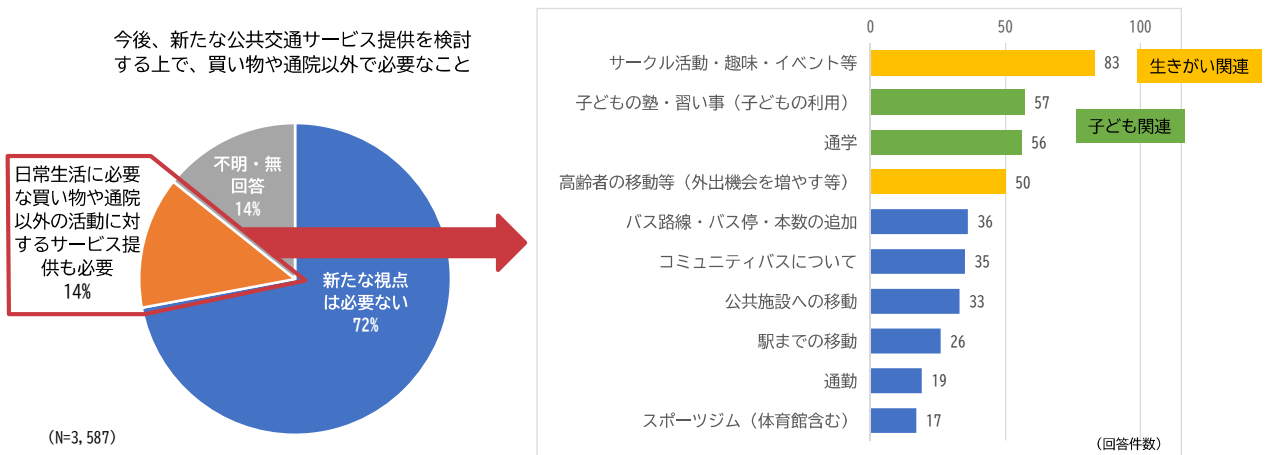 今後、新たな公共交通サービス提供を検討
する上で、買い物や通院以外で必要なこと
日常生活に必要
な買い物や通院
以外の活動に対
するサービス提
供も必要
14%
不明・無
回答
14%
新たな視点
は必要ない
72%
(N=3,587)
0 50 100
サークル活動・趣味・イベント等 83
生きがい関連
子どもの塾・習い事（子どもの利用） 57
子ども関連
通学 56
高齢者の移動等（外出機会を増やす等） 50
バス路線・バス停・本数の追加 36
コミュニティバスについて 35
公共施設への移動 33
駅までの移動 26
通勤 19
スポーツジム（体育館含む） 17
（回答件数）